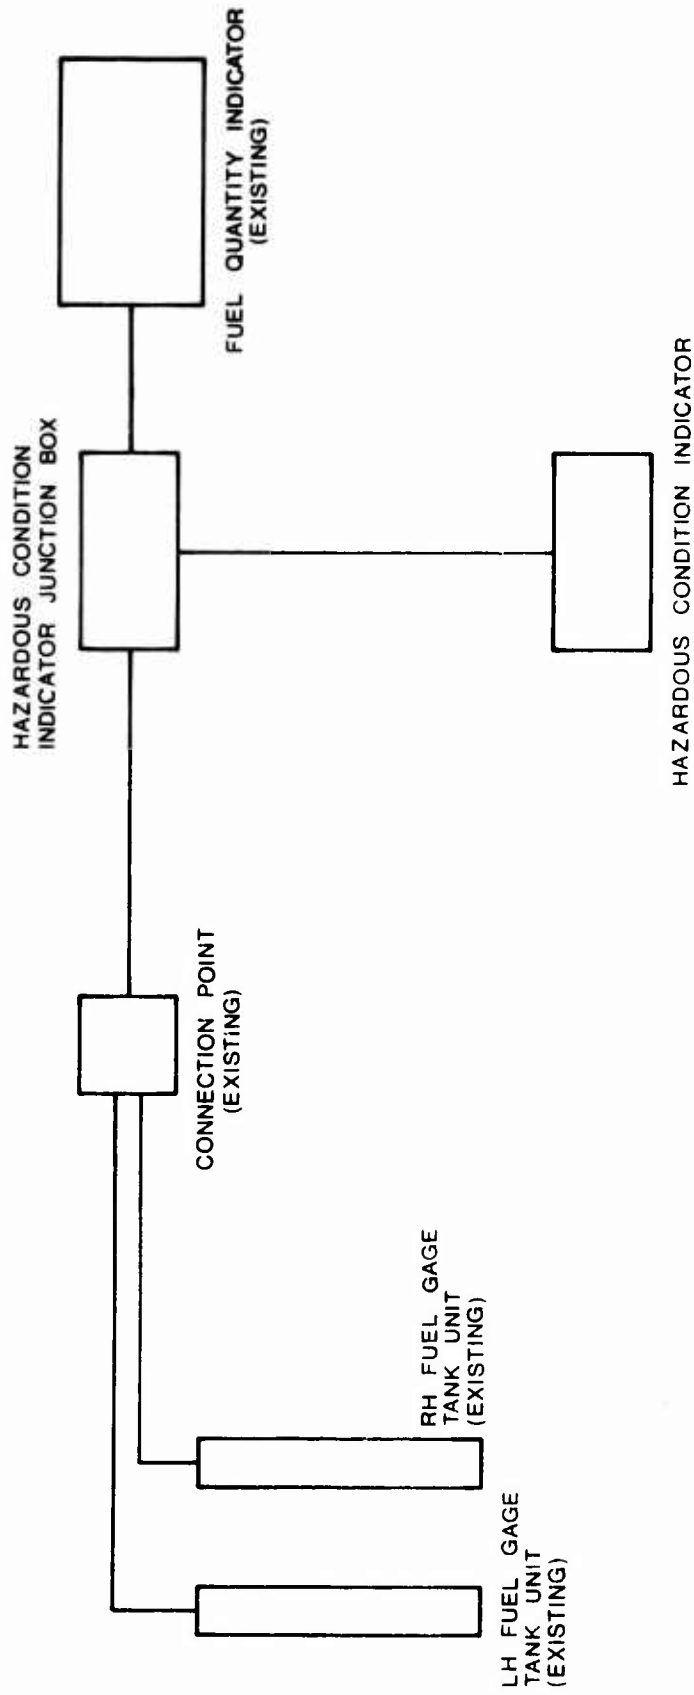 HAZARDOUS CONDITION
INDICATOR JUNCTION BOX
FUEL QUANTITY INDICATOR
(EXISTING)
CONNECTION POINT
(EXISTING)
RH FUEL GAGE
TANK UNIT
(EXISTING)
LH FUEL GAGE
TANK UNIT
(EXISTING)
HAZARDOUS CONDITION INDICATOR